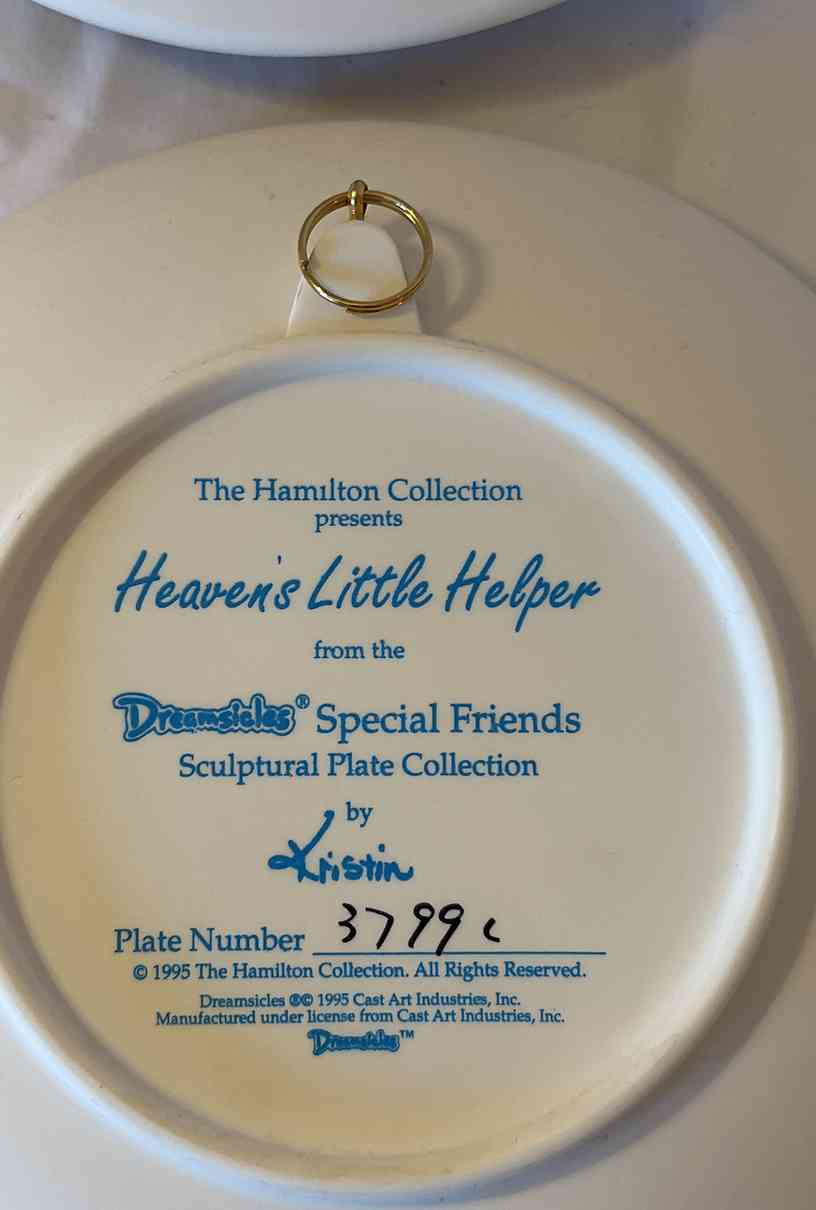 The Hamilton Collection
presents
Heaven's Little Helper
from the
Dreamsicles® Special Friends
Sculptural Plate Collection
by
Kristin
Plate Number 3799 c
© 1995 The Hamilton Collection. All Rights Reserved.
Dreamsicles ®© 1995 Cast Art Industries, Inc.
Manufactured under license from Cast Art Industries, Inc.
Dreamsicles™